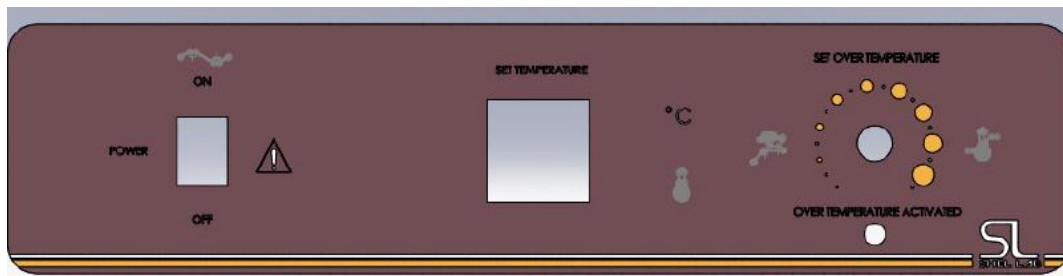 ON
POWER
OFF
SET TEMPERATURE
°C
SET OVER TEMPERATURE
OVER TEMPERATURE ACTIVATED
SL